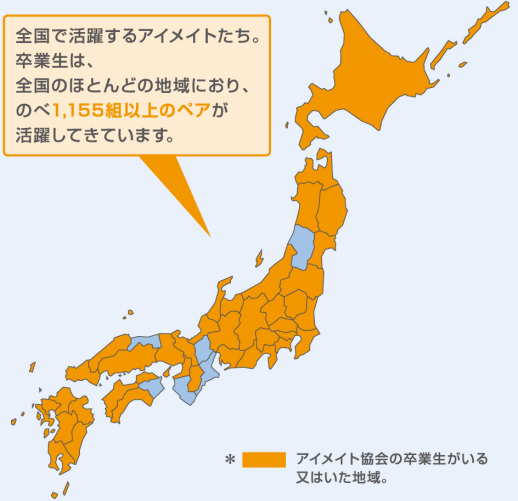 全国で活躍するアイメイトたち。
卒業生は、
全国のほとんどの地域におり、
のべ1,155組以上のペアが
活躍してきています。
＊ アイメイト協会の卒業生がいる
又はいた地域。